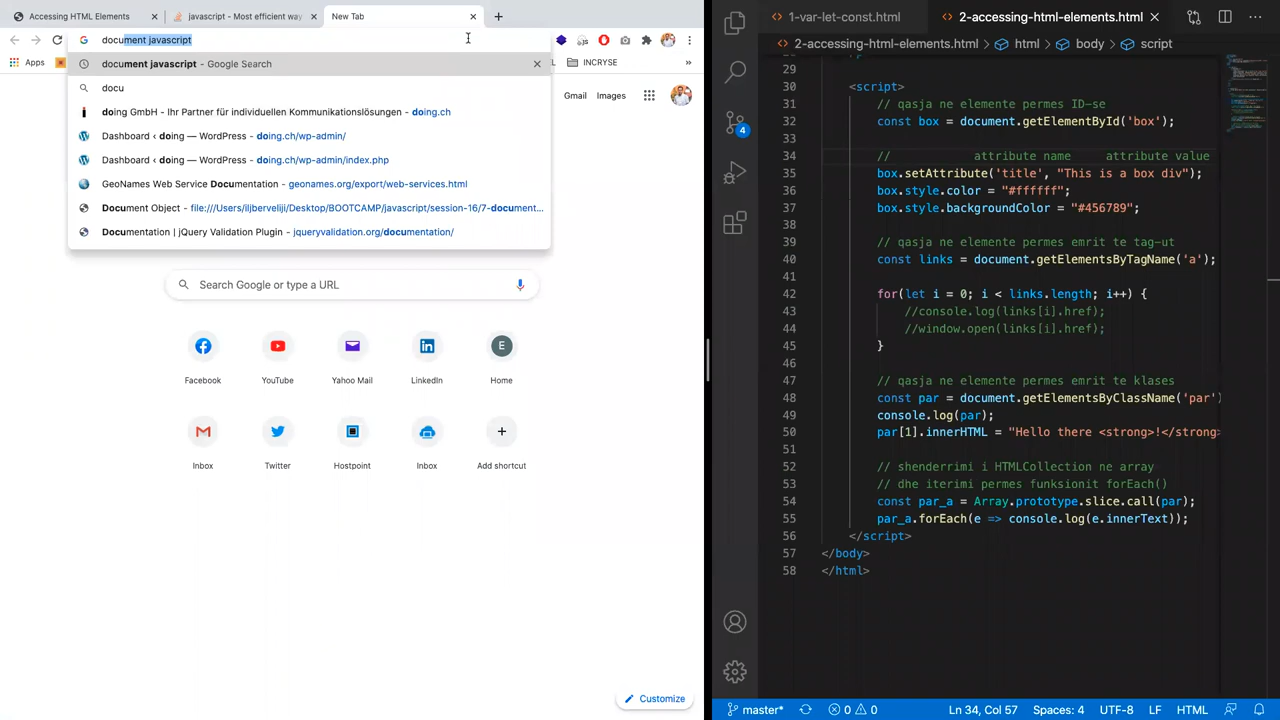 Accessing HTML Elements
javascript - Most efficient way
New Tab
document javascript
document javascript - Google Search
docu
doing GmbH - Ihr Partner für individuellen Kommunikationslösungen - doing.ch
Dashboard ‹ doing — WordPress - doing.ch/wp-admin/
Dashboard ‹ doing — WordPress - doing.ch/wp-admin/index.php
GeoNames Web Service Documentation - geonames.org/export/web-services.html
Document Object - file:///Users/iljberveliji/Desktop/BOOTCAMP/javascript/session-16/7-document...
Documentation | jQuery Validation Plugin - jqueryvalidation.org/documentation/
Apps
INCRYSE
»
Gmail Images
Search Google or type a URL
Facebook YouTube Yahoo Mail LinkedIn Home
E
Inbox Twitter Hostpoint Inbox Add shortcut
Customize
1-var-let-const.html
2-accessing-html-elements.html
2-accessing-html-elements.html > html > body > script
4
29
30 <script>
31 // qasja ne elemente permes ID-se
32 const box = document.getElementById('box');
33
34 // attribute name attribute value
35 box.setAttribute('title', "This is a box div");
36 box.style.color = "#ffffff";
37 box.style.backgroundColor = "#456789";
38
39 // qasja ne elemente permes emrit te tag-ut
40 const links = document.getElementsByTagName('a');
41
42 for(let i = 0; i < links.length; i++) {
43 //console.log(links[i].href);
44 //window.open(links[i].href);
45 }
46
47 // qasja ne elemente permes emrit te klases
48 const par = document.getElementsByClassName('par')
49 console.log(par);
50 par[1].innerHTML = "Hello there <strong>!</strong>
51
52 // shenderrimi i HTMLCollection ne array
53 // dhe iterimi permes funksionit forEach()
54 const par_a = Array.prototype.slice.call(par);
55 par_a.forEach(e => console.log(e.innerText));
56 </script>
57 </body>
58 </html>
master* 0 0 Ln 34, Col 57 Spaces: 4 UTF-8 LF HTML